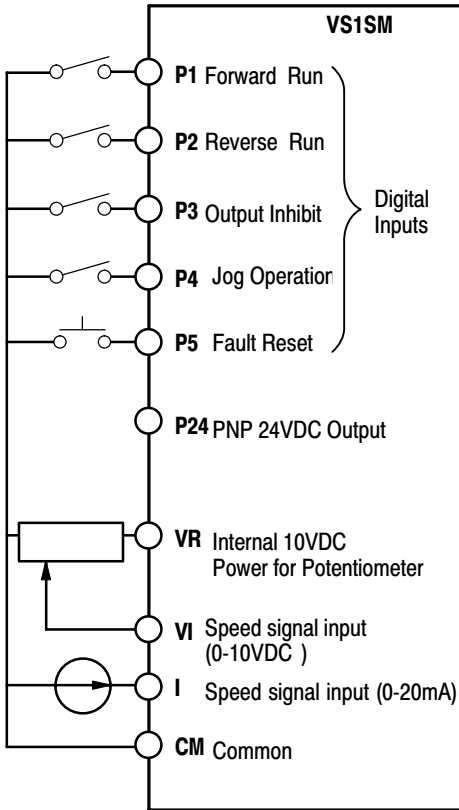 VS1SM
P1 Forward Run
P2 Reverse Run
P3 Output Inhibit
P4 Jog Operation
P5 Fault Reset
Digital
Inputs
P24 PNP 24VDC Output
VR Internal 10VDC
Power for Potentiometer
VI Speed signal input
(0-10VDC )
I Speed signal input (0-20mA)
CM Common